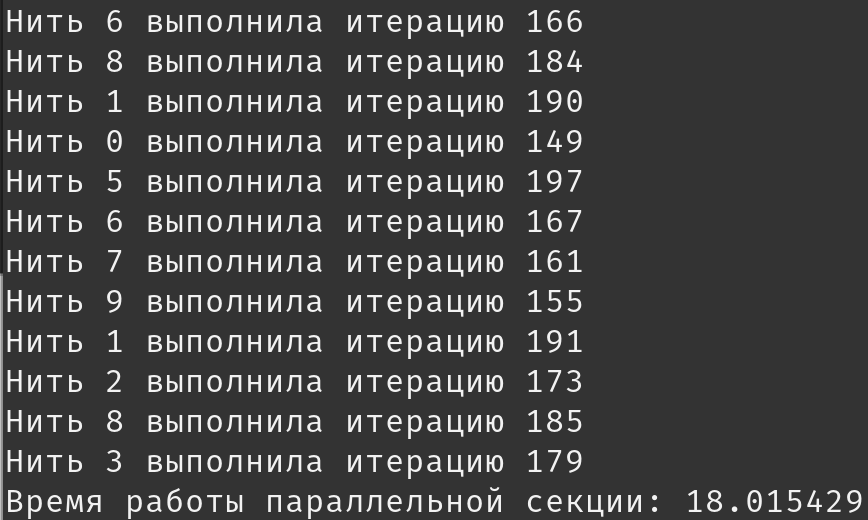 Нить 6 выполнила итерацию 166
Нить 8 выполнила итерацию 184
Нить 1 выполнила итерацию 190
Нить 0 выполнила итерацию 149
Нить 5 выполнила итерацию 197
Нить 6 выполнила итерацию 167
Нить 7 выполнила итерацию 161
Нить 9 выполнила итерацию 155
Нить 1 выполнила итерацию 191
Нить 2 выполнила итерацию 173
Нить 8 выполнила итерацию 185
Нить 3 выполнила итерацию 179
Время работы параллельной секции: 18.015429